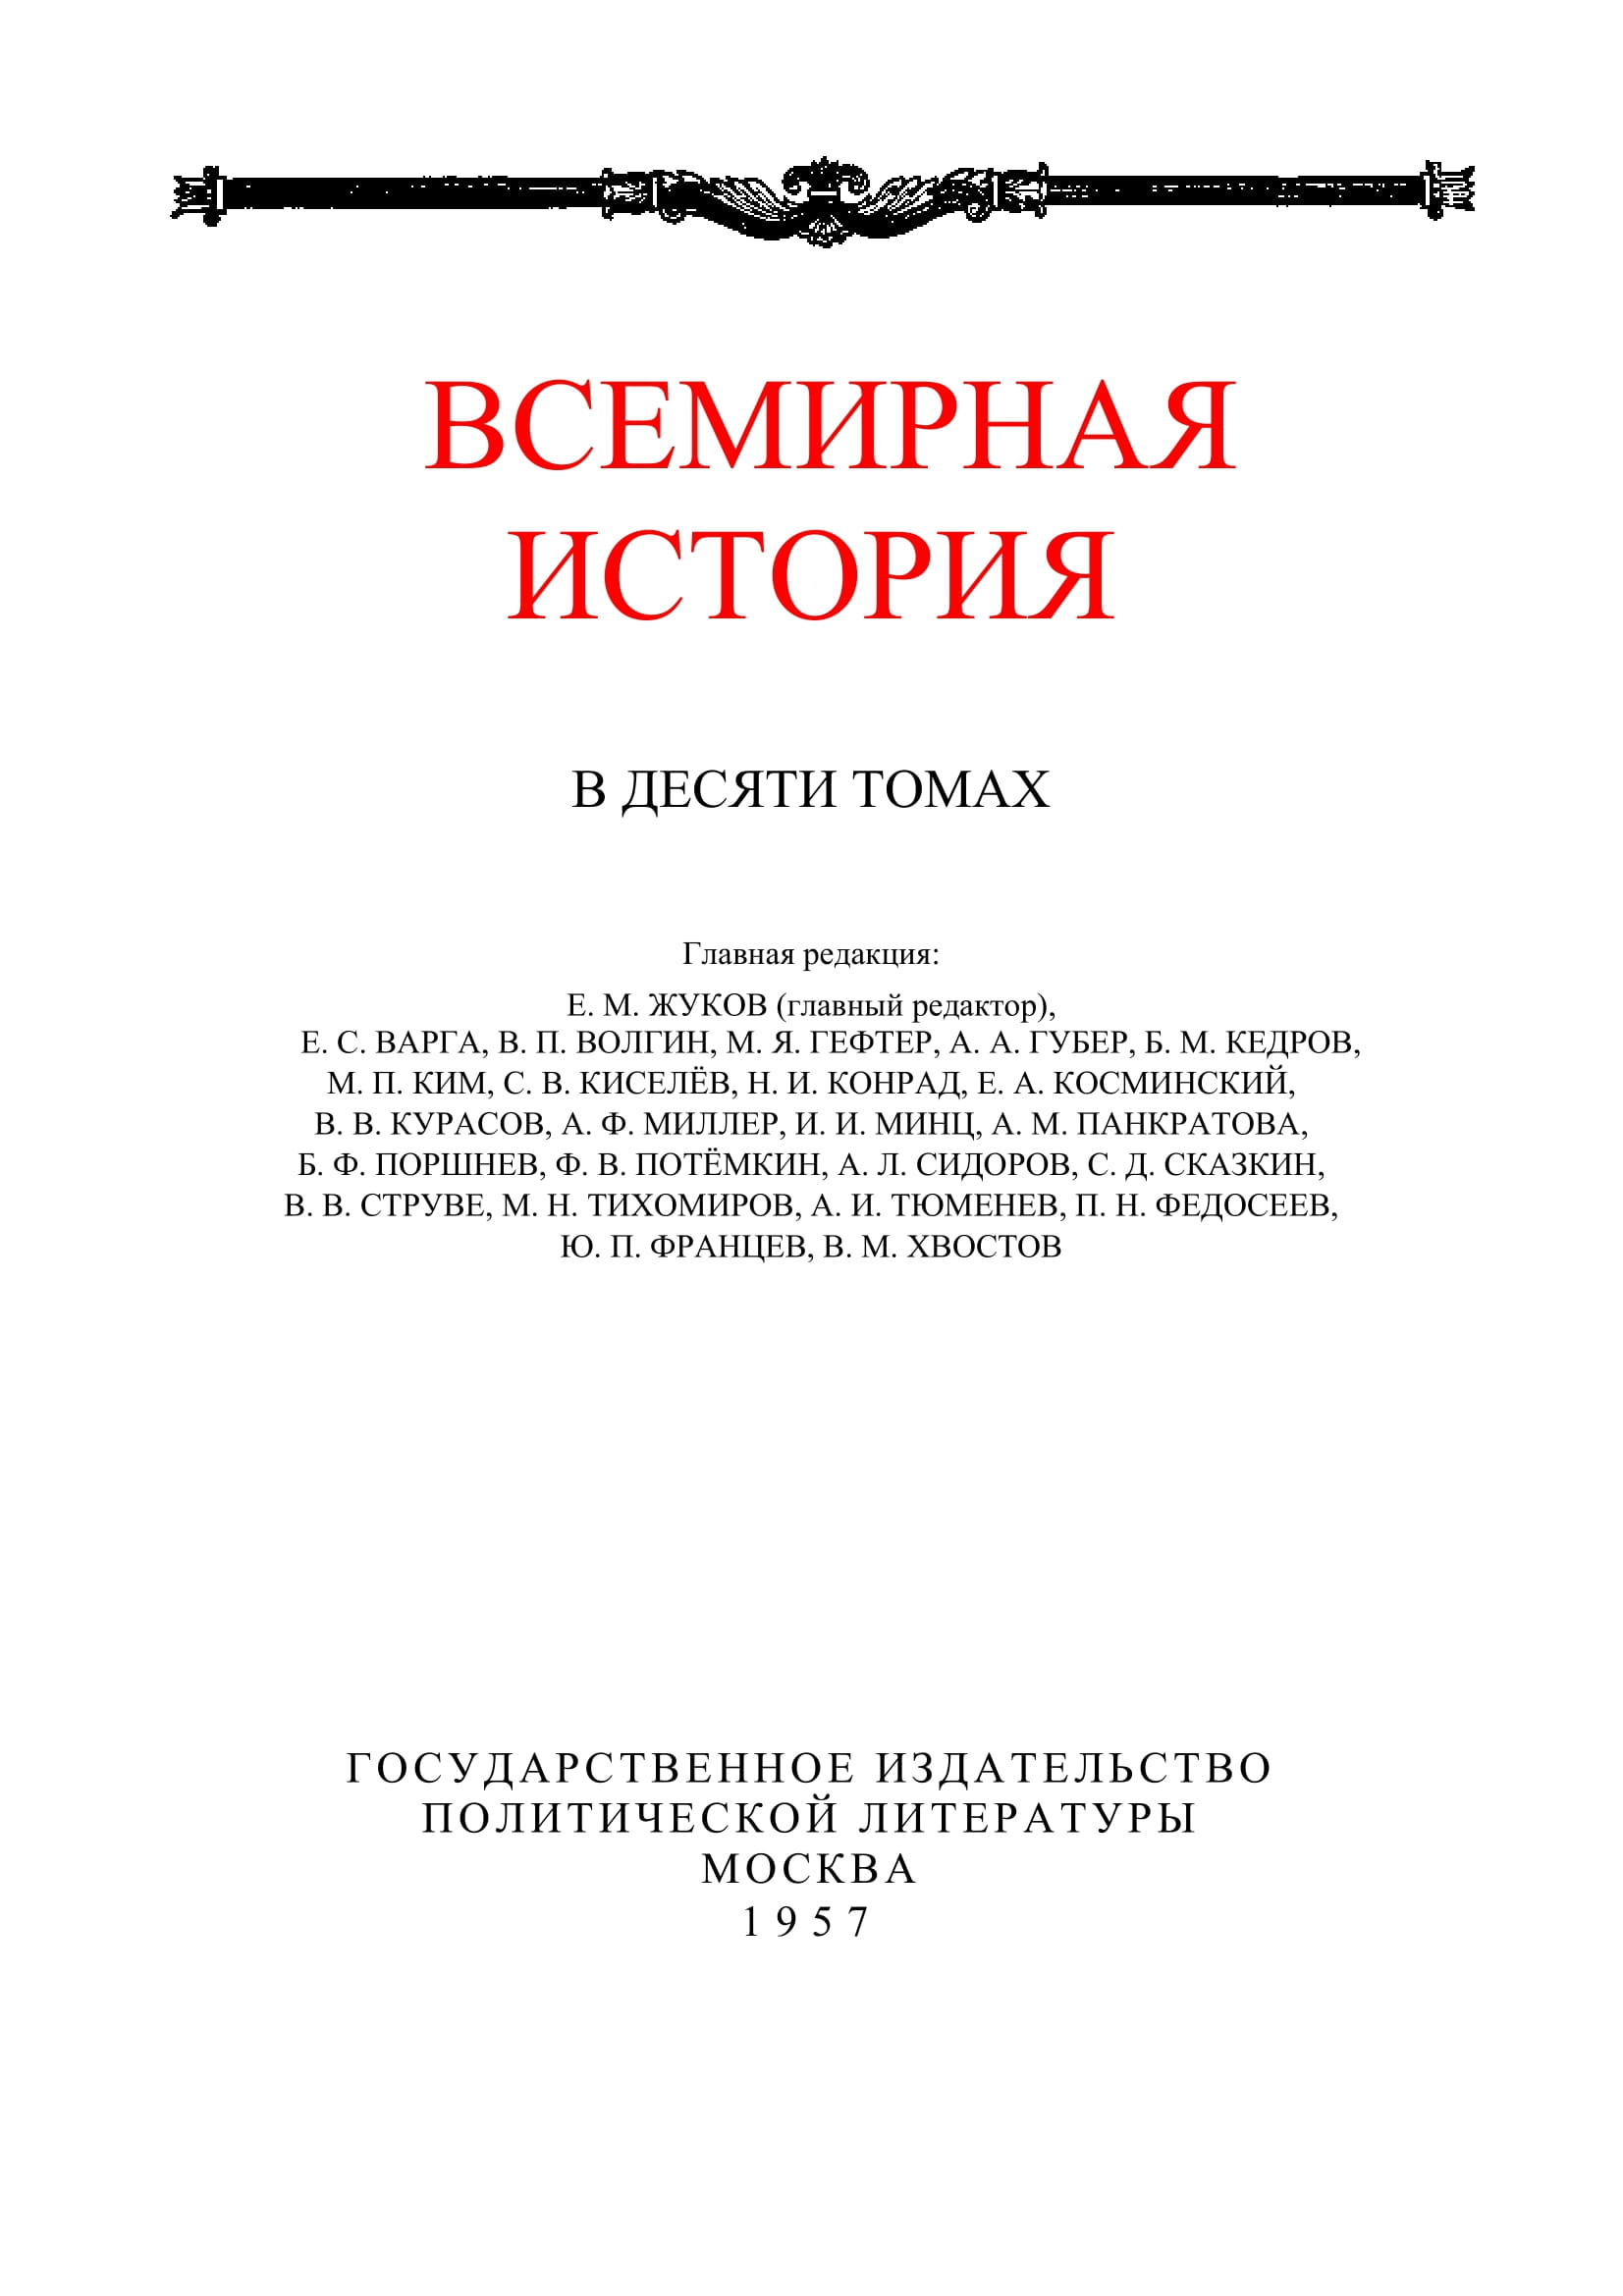 ВСЕМИРНАЯ
ИСТОРИЯ
В ДЕСЯТИ ТОМАХ
Главная редакция:
Е. М. ЖУКОВ (главный редактор),
Е. С. ВАРГА, В. П. ВОЛГИН, М. Я. ГЕФТЕР, А. А. ГУБЕР, Б. М. КЕДРОВ,
М. П. КИМ, С. В. КИСЕЛЁВ, Н. И. КОНРАД, Е. А. КОСМИНСКИЙ,
В. В. КУРАСОВ, А. Ф. МИЛЛЕР, И. И. МИНЦ, А. М. ПАНКРАТОВА,
Б. Ф. ПОРШНЕВ, Ф. В. ПОТЁМКИН, А. Л. СИДОРОВ, С. Д. СКАЗКИН,
В. В. СТРУВЕ, М. Н. ТИХОМИРОВ, А. И. ТЮМЕНЕВ, П. Н. ФЕДОСЕЕВ,
Ю. П. ФРАНЦЕВ, В. М. ХВОСТОВ
ГОСУДАРСТВЕННОЕ ИЗДАТЕЛЬСТВО
ПОЛИТИЧЕСКОЙ ЛИТЕРАТУРЫ
МОСКВА
1957